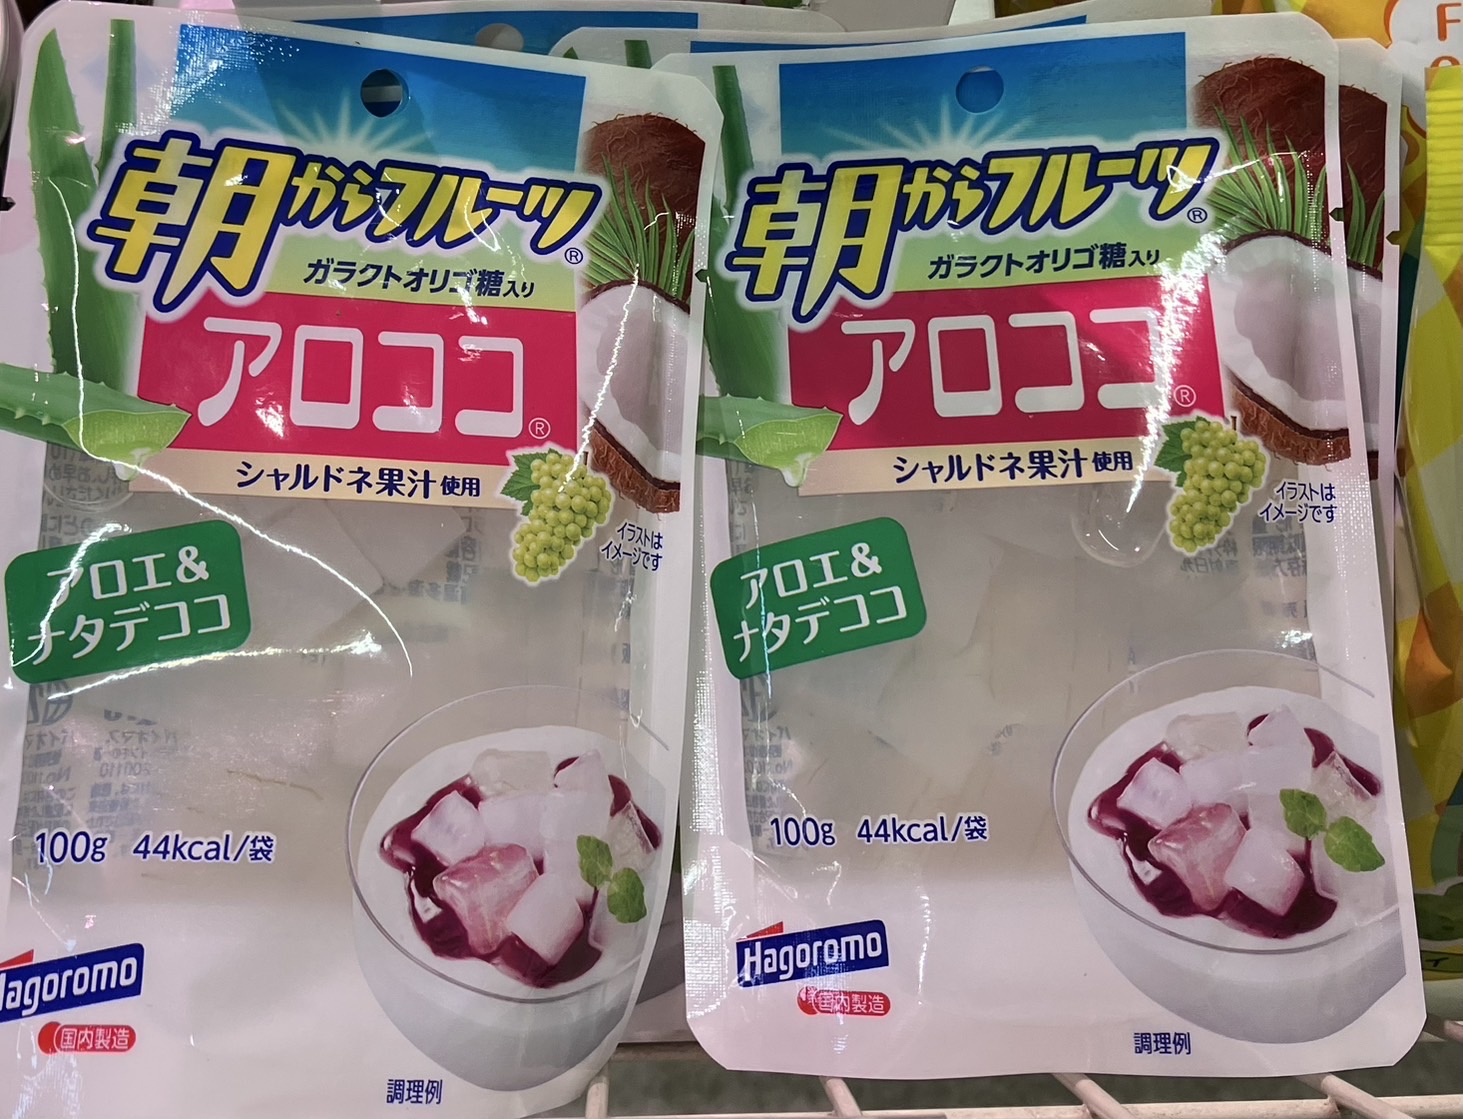 朝からフルーツ®
ガラクトオリゴ糖入り
アロココ®
シャルドネ果汁使用
イラストは
イメージです
アロエ&
ナタデココ
100g 44kcal/袋
Hagoromo
国内製造
調理例
朝からフルーツ®
ガラクトオリゴ糖入り
アロココ®
シャルドネ果汁使用
イラストは
イメージです
アロエ&
ナタデココ
100g 44kcal/袋
Hagoromo
国内製造
調理例